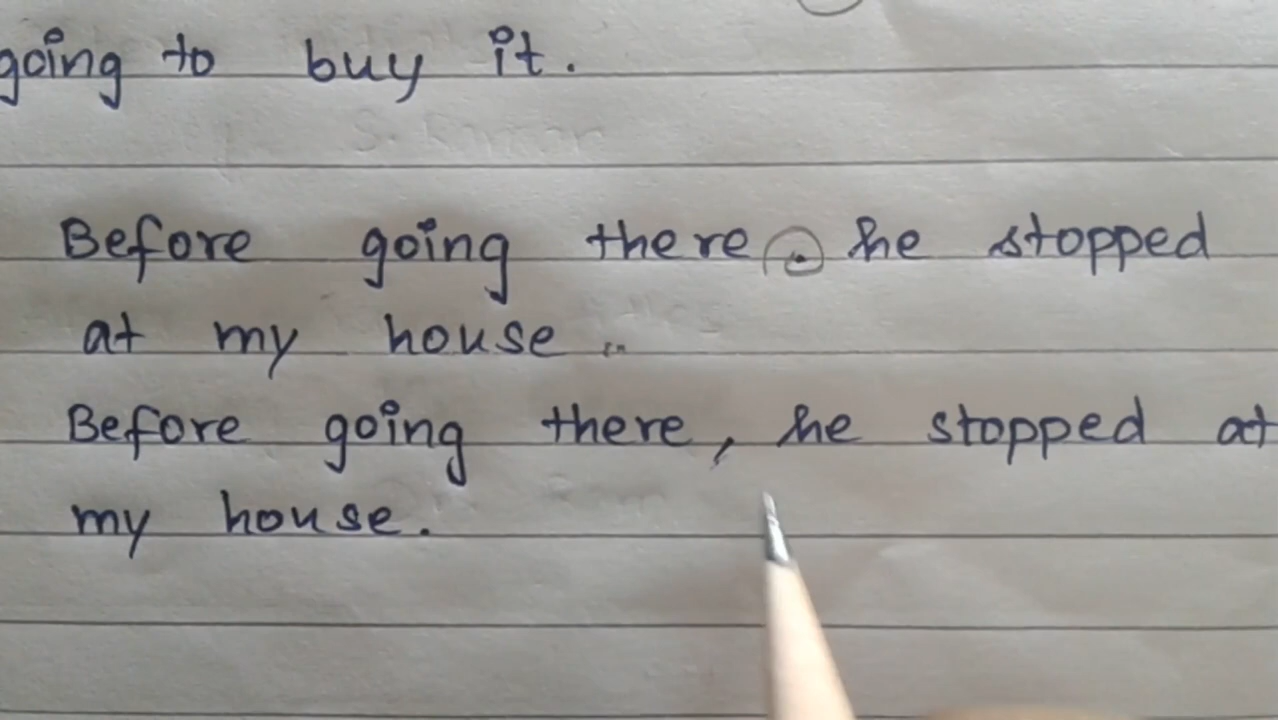 going to buy it.
Before going there . he stopped
at my house ..
Before going there, he stopped at
my house.